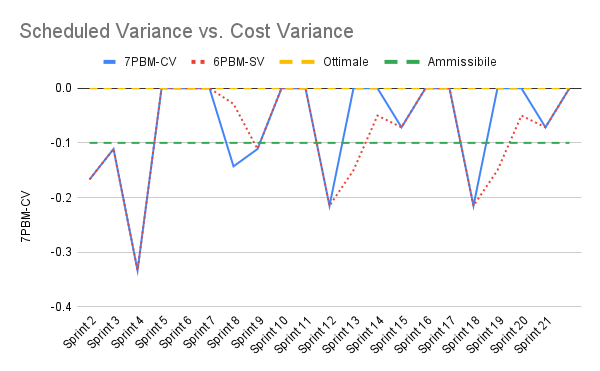 Scheduled Variance vs. Cost Variance
7PBM-CV 6PBM-SV Ottimale Ammissibile
0.0
-0.1
-0.2
-0.3
-0.4
7PBM-CV
Sprint 2
Sprint 3
Sprint 4
Sprint 5
Sprint 6
Sprint 7
Sprint 8
Sprint 9
Sprint 10
Sprint 11
Sprint 12
Sprint 13
Sprint 14
Sprint 15
Sprint 16
Sprint 17
Sprint 18
Sprint 19
Sprint 20
Sprint 21